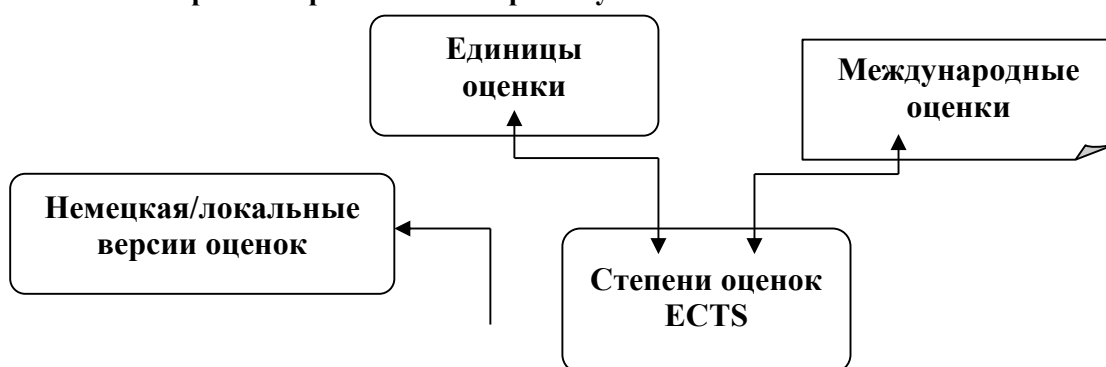 Единицы
оценки
Международные
оценки
Немецкая/локальные
версии оценок
Степени оценок
ECTS